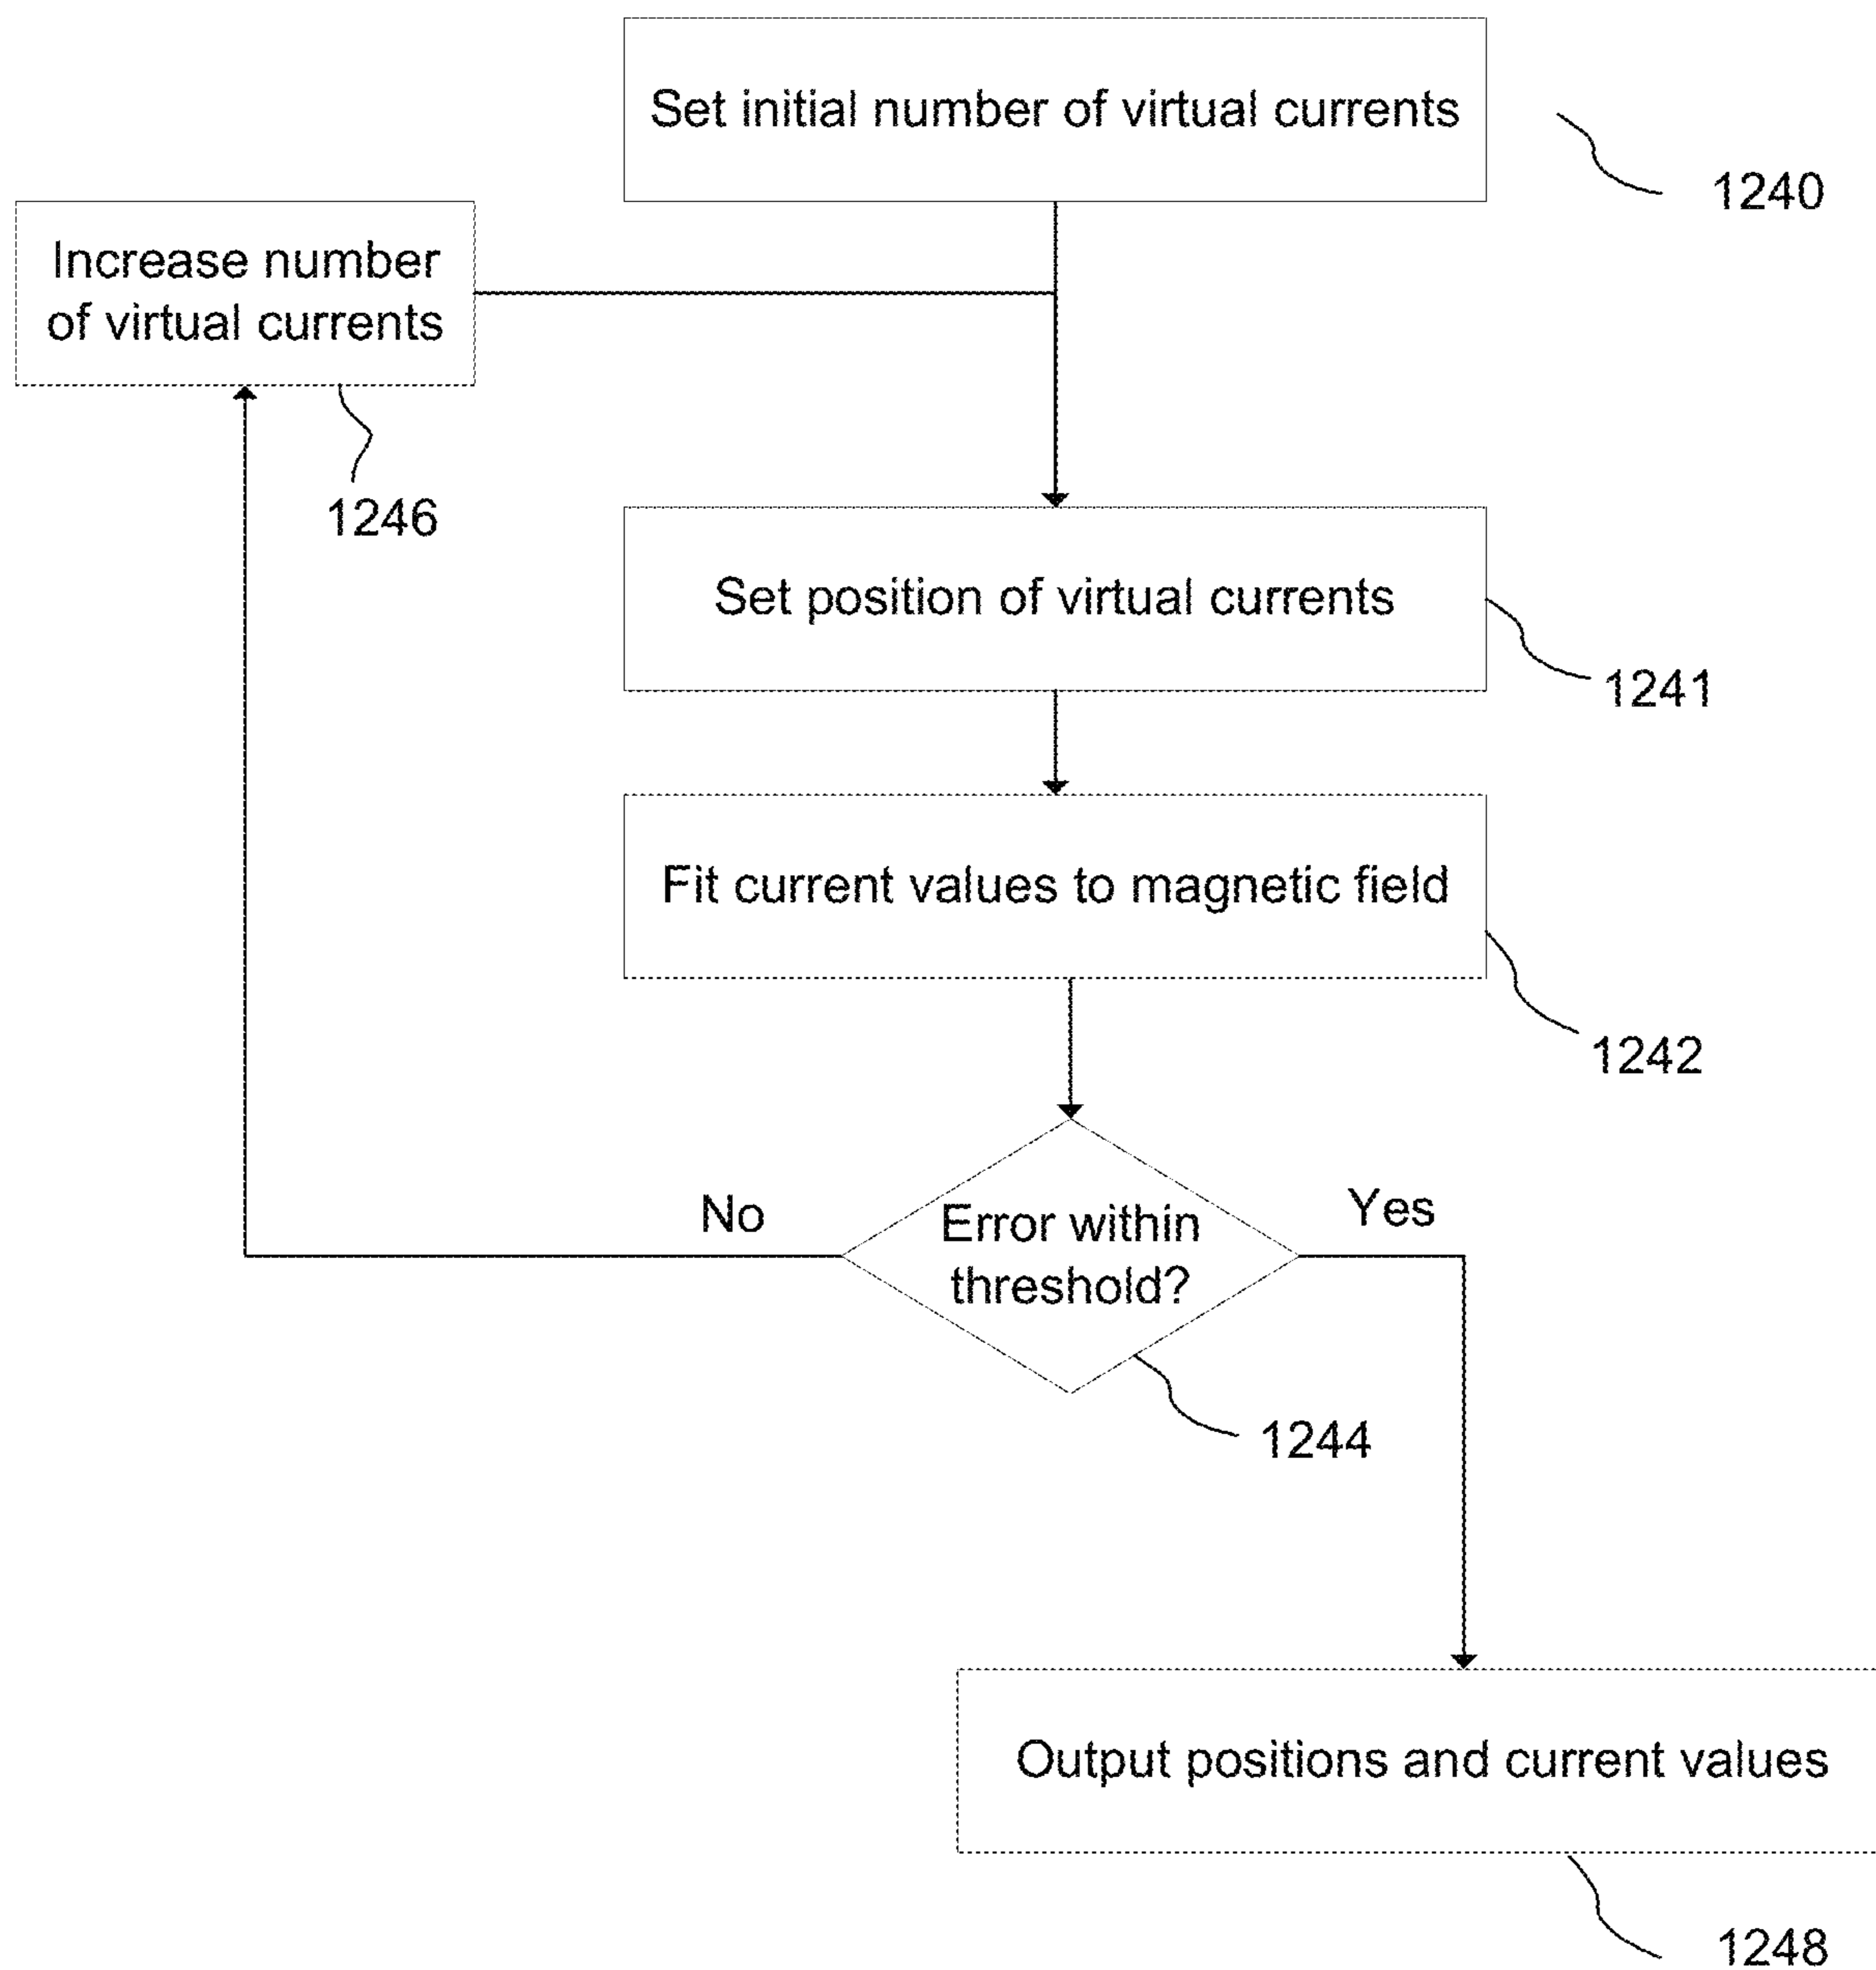 Set initial number of virtual currents
1240
Increase number
of virtual currents
1246
Set position of virtual currents
1241
Fit current values to magnetic field
1242
No
Error within
threshold?
Yes
1244
Output positions and current values
1248